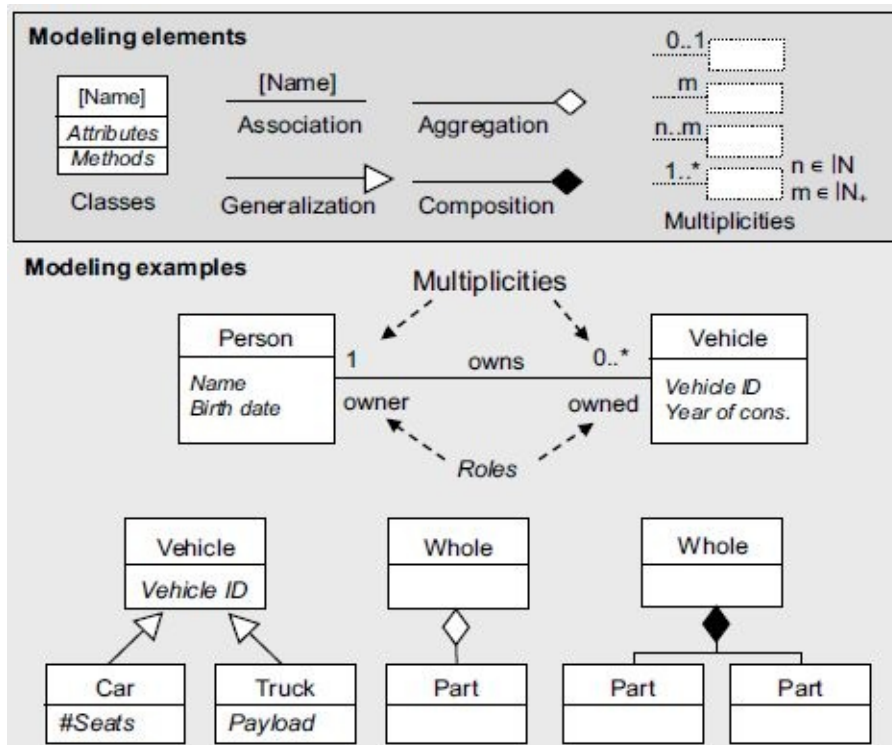 Modeling elements
[Name]
Attributes
Methods
Classes
[Name]
Association
Aggregation
Generalization
Composition
0..1
m
n..m
1..*
n ∈ |N
m ∈ |N+
Multiplicities
Modeling examples
Multiplicities
Person
Name
Birth date
1
owns
0..*
owner
owned
Vehicle
Vehicle ID
Year of cons.
Roles
Vehicle
Vehicle ID
Car
#Seats
Truck
Payload
Whole
Part
Whole
Part
Part